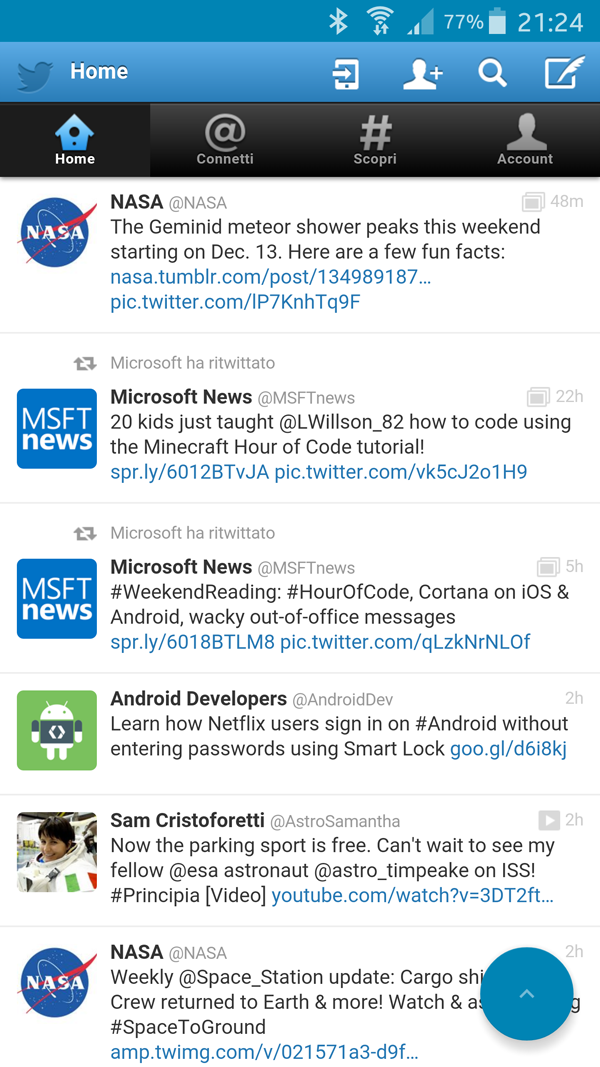 77% 21:24
Home
Home Connetti Scopri Account
NASA @NASA 48m
NASA
The Geminid meteor shower peaks this weekend
starting on Dec. 13. Here are a few fun facts:
nasa.tumblr.com/post/134989187…
pic.twitter.com/lP7KnhTq9F
Microsoft ha ritwittato
Microsoft News @MSFTnews 22h
MSFT
news
20 kids just taught @LWillson_82 how to code using
the Minecraft Hour of Code tutorial!
spr.ly/6012BTvJA pic.twitter.com/vk5cJ2o1H9
Microsoft ha ritwittato
Microsoft News @MSFTnews 5h
MSFT
news
#WeekendReading: #HourOfCode, Cortana on iOS &
Android, wacky out-of-office messages
spr.ly/6018BTLM8 pic.twitter.com/qLzkNrNLOf
Android Developers @AndroidDev 2h
Learn how Netflix users sign in on #Android without
entering passwords using Smart Lock goo.gl/d6i8kj
Sam Cristoforetti @AstroSamantha 2h
Now the parking sport is free. Can't wait to see my
fellow @esa astronaut @astro_timpeake on ISS!
#Principia [Video] youtube.com/watch?v=3DT2ft…
NASA @NASA 2h
NASA
Weekly @Space_Station update: Cargo
Crew returned to Earth & more! Watch &
#SpaceToGround
amp.twimg.com/v/021571a3-d9f…